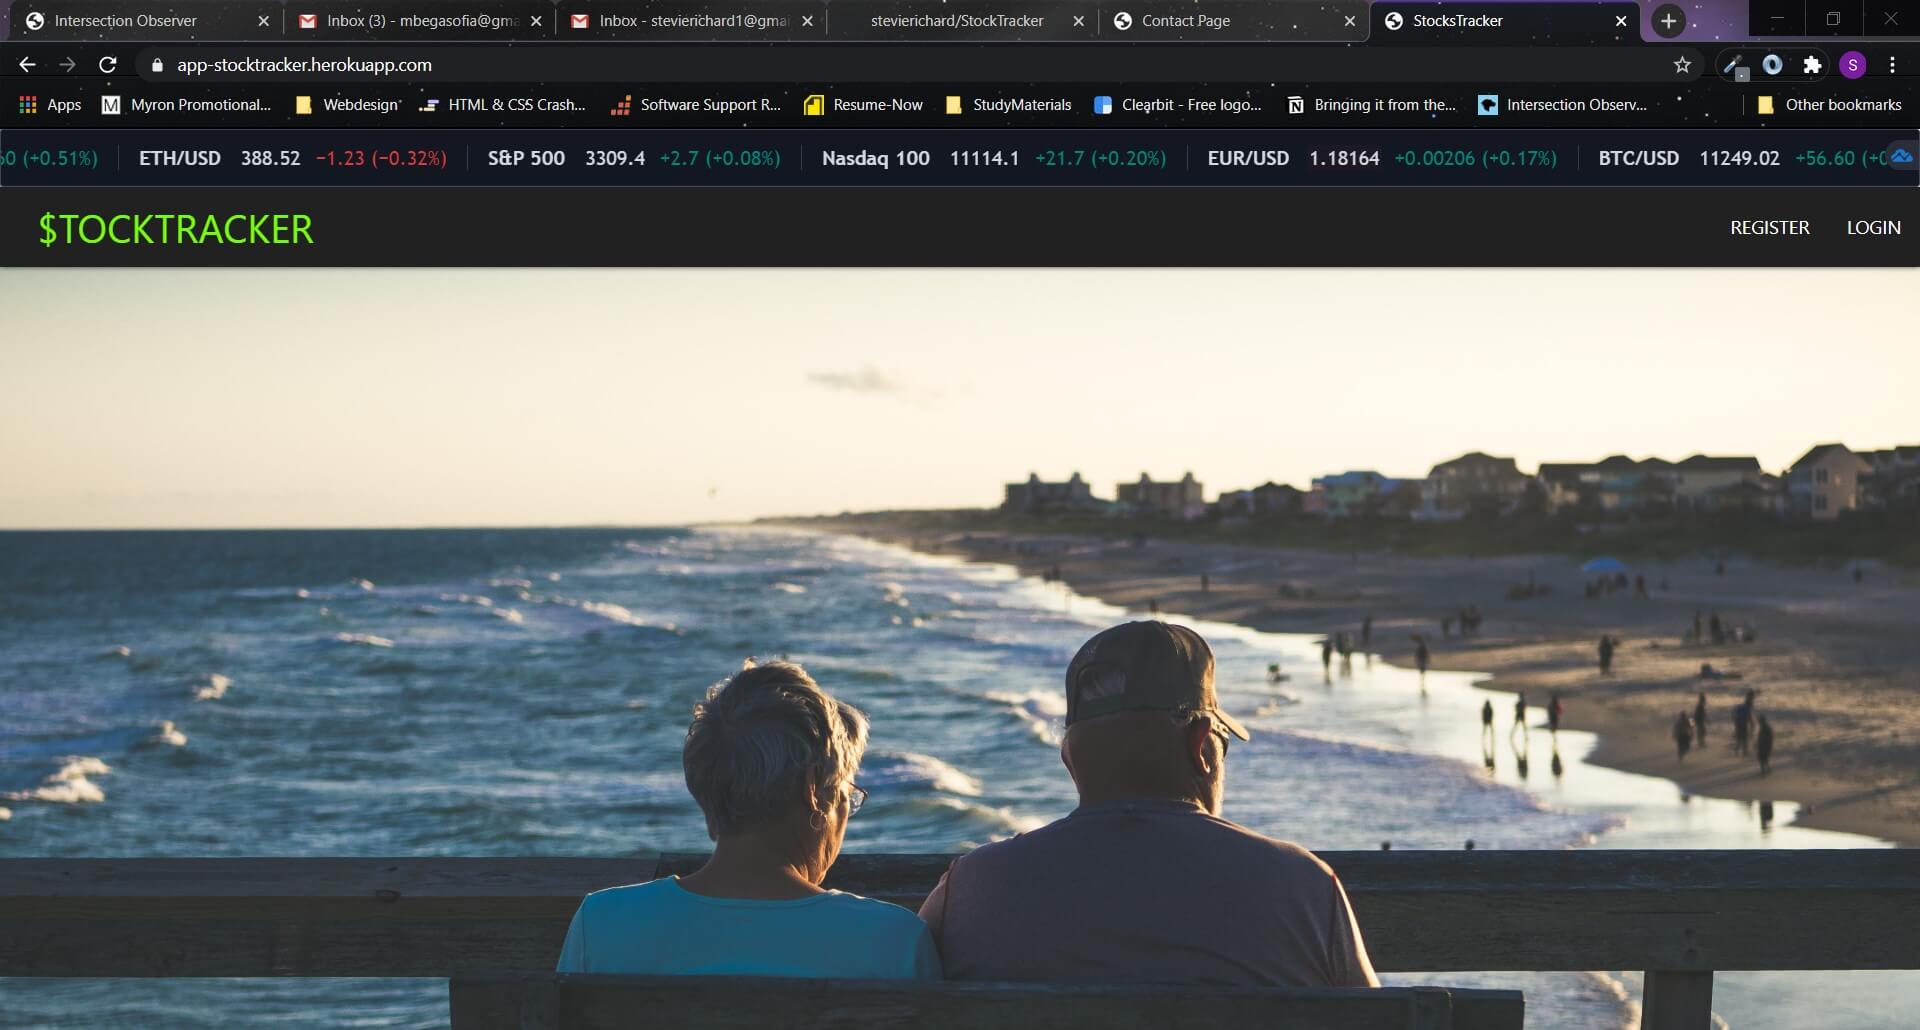 Intersection Observer
Inbox (3) - mbegasofia@gma
Inbox - stevierichard1@gmai
stevierichard/StockTracker
Contact Page
StocksTracker
app-stocktracker.herokuapp.com
S
Apps
Myron Promotional...
Webdesign
HTML & CSS Crash...
Software Support R...
Resume-Now
StudyMaterials
Clearbit - Free logo...
Bringing it from the...
Intersection Observ...
Other bookmarks
60 (+0.51%) ETH/USD 388.52 −1.23 (−0.32%) S&P 500 3309.4 +2.7 (+0.08%) Nasdaq 100 11114.1 +21.7 (+0.20%) EUR/USD 1.18164 +0.00206 (+0.17%) BTC/USD 11249.02 +56.60 (+0
$TOCKTRACKER
REGISTER LOGIN